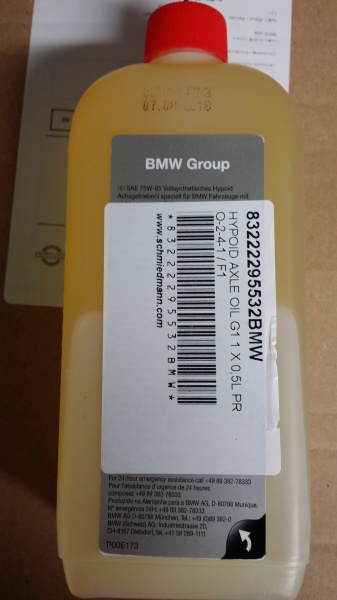 07.08 2016
BMW Group
SAE 75W-85 Vollsynthetisches Hypoid
Achsgetriebeöl speziell für BMW Fahrzeuge mit
83222295532BMW
HYPOID AXLE OIL G1 1 X 0,5L PR
O-2-4-1 / F1
*83222295532BMW*
www.schmiedmann.com
For 24-hour emergency assistance call +49 89 382-78333
Pour l'assistance d'urgence de 24 heures
composez +49 89 382-78333
Produzido na Alemanha para a BMW AG, D-80788 Munique,
Nº emergência 24H: +49 89 382-78333
BMW AG D-80788 München, Tel.: +49 (0)89 382-0
BMW (Schweiz) AG, Industriestrasse 20,
CH-8157 Dielsdorf, Tel. +41 58 269-1111
P00E173